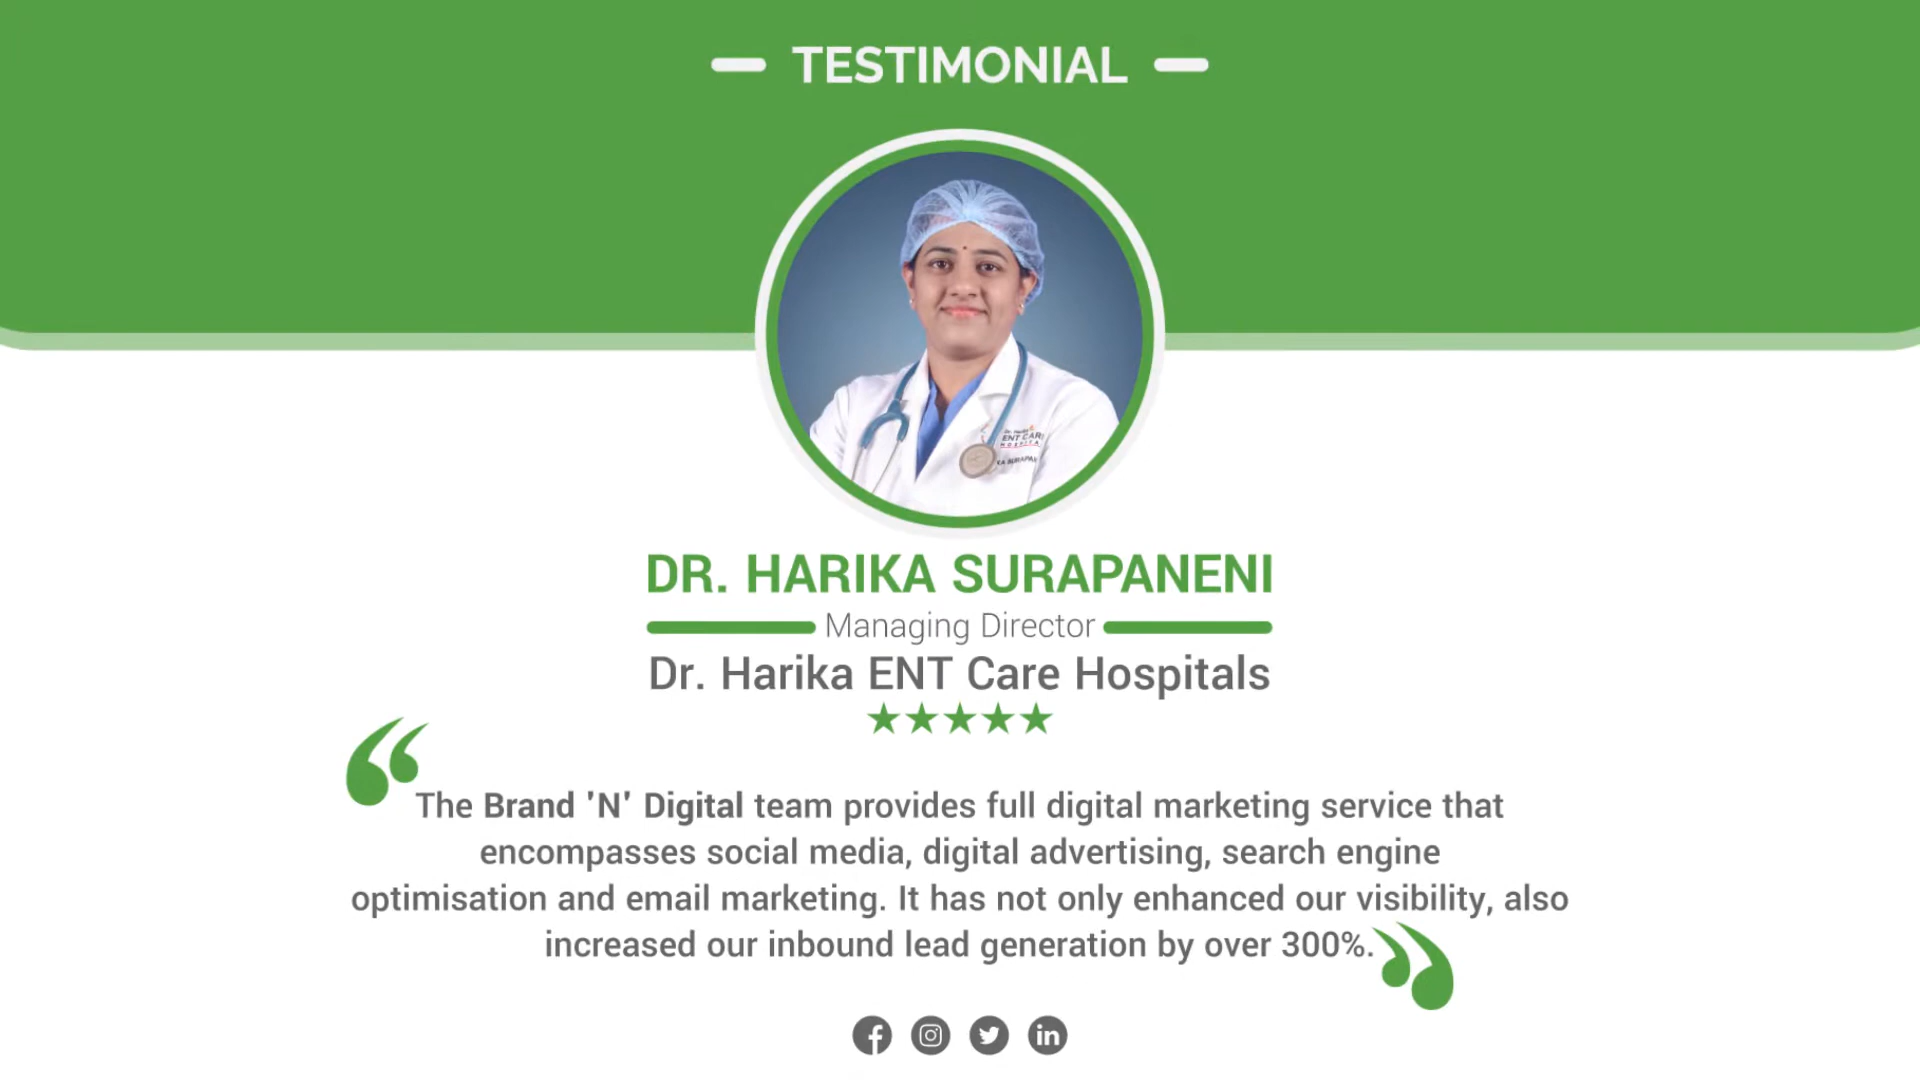 TESTIMONIAL
ENT CAR
DR. HARIKA SURAPANENI
Managing Director
Dr. Harika ENT Care Hospitals
The Brand 'N' Digital team provides full digital marketing service that
encompasses social media, digital advertising, search engine
optimisation and email marketing. It has not only enhanced our visibility, also
increased our inbound lead generation by over 300%.